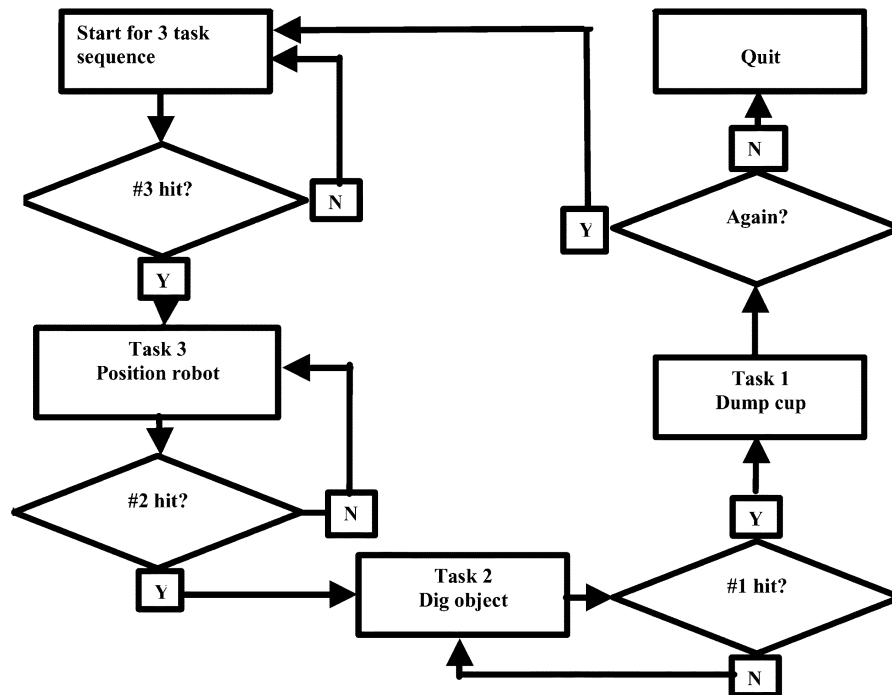 Start for 3 task
sequence
#3 hit?
N
Y
Task 3
Position robot
#2 hit?
N
Y
Task 2
Dig object
#1 hit?
N
Y
Task 1
Dump cup
Again?
Y
N
Quit